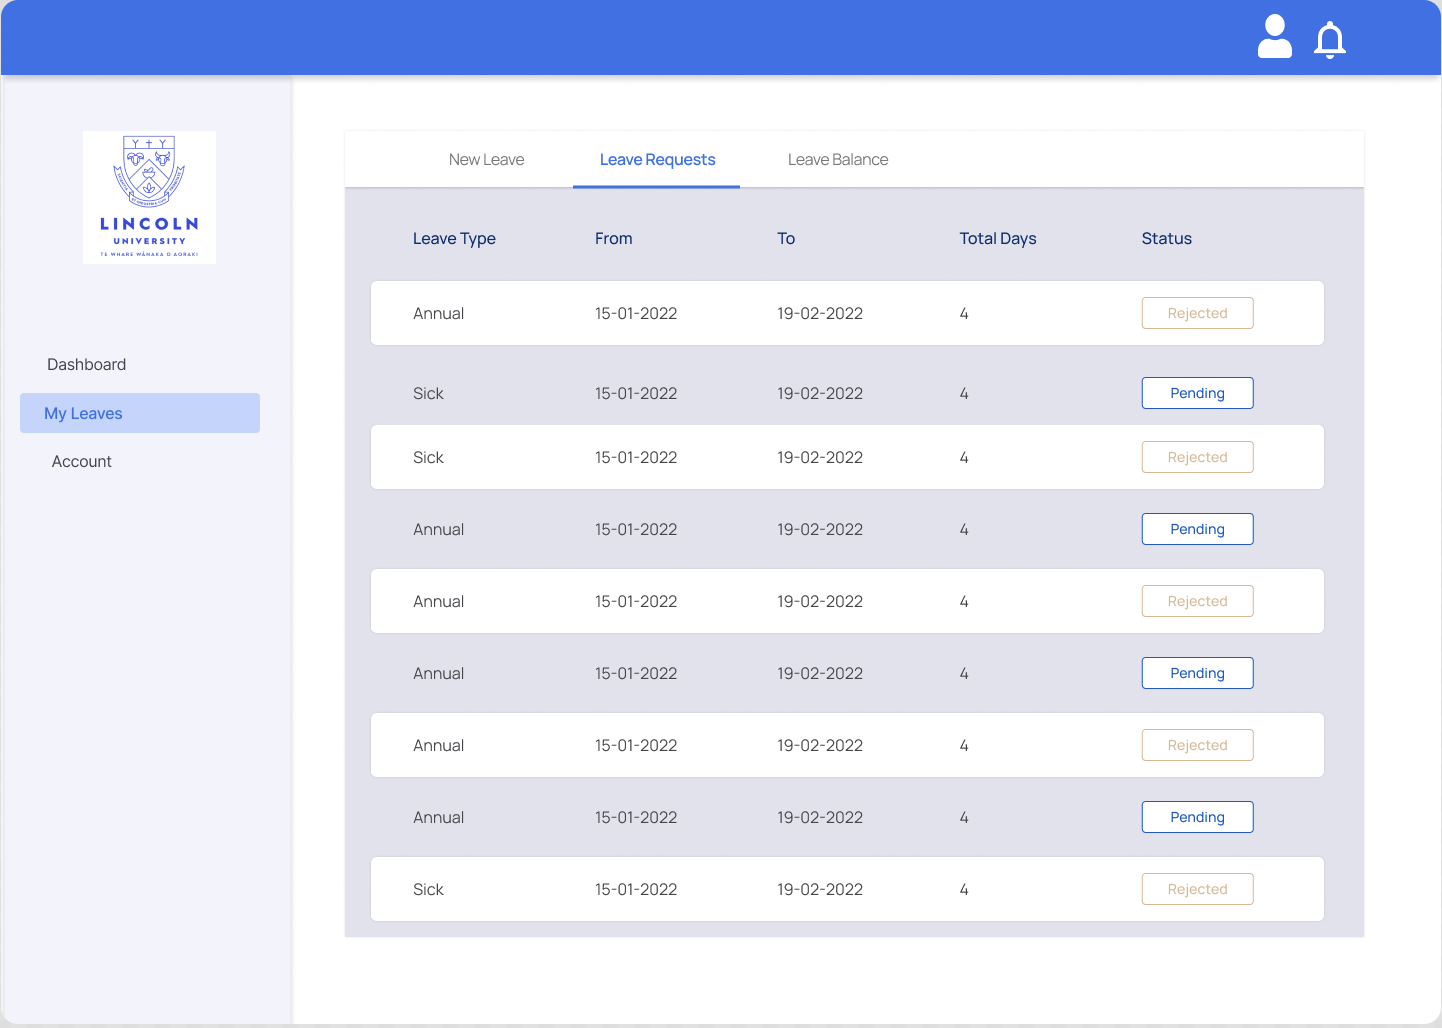 Y Y
LINCOLN
UNIVERSITY
TE WHARE WĀNAKA O AORAKI
Dashboard
My Leaves
Account
New Leave Leave Requests Leave Balance
Leave Type From To Total Days Status
Annual 15-01-2022 19-02-2022 4 Rejected
Sick 15-01-2022 19-02-2022 4 Pending
Sick 15-01-2022 19-02-2022 4 Rejected
Annual 15-01-2022 19-02-2022 4 Pending
Annual 15-01-2022 19-02-2022 4 Rejected
Annual 15-01-2022 19-02-2022 4 Pending
Annual 15-01-2022 19-02-2022 4 Rejected
Annual 15-01-2022 19-02-2022 4 Pending
Sick 15-01-2022 19-02-2022 4 Rejected